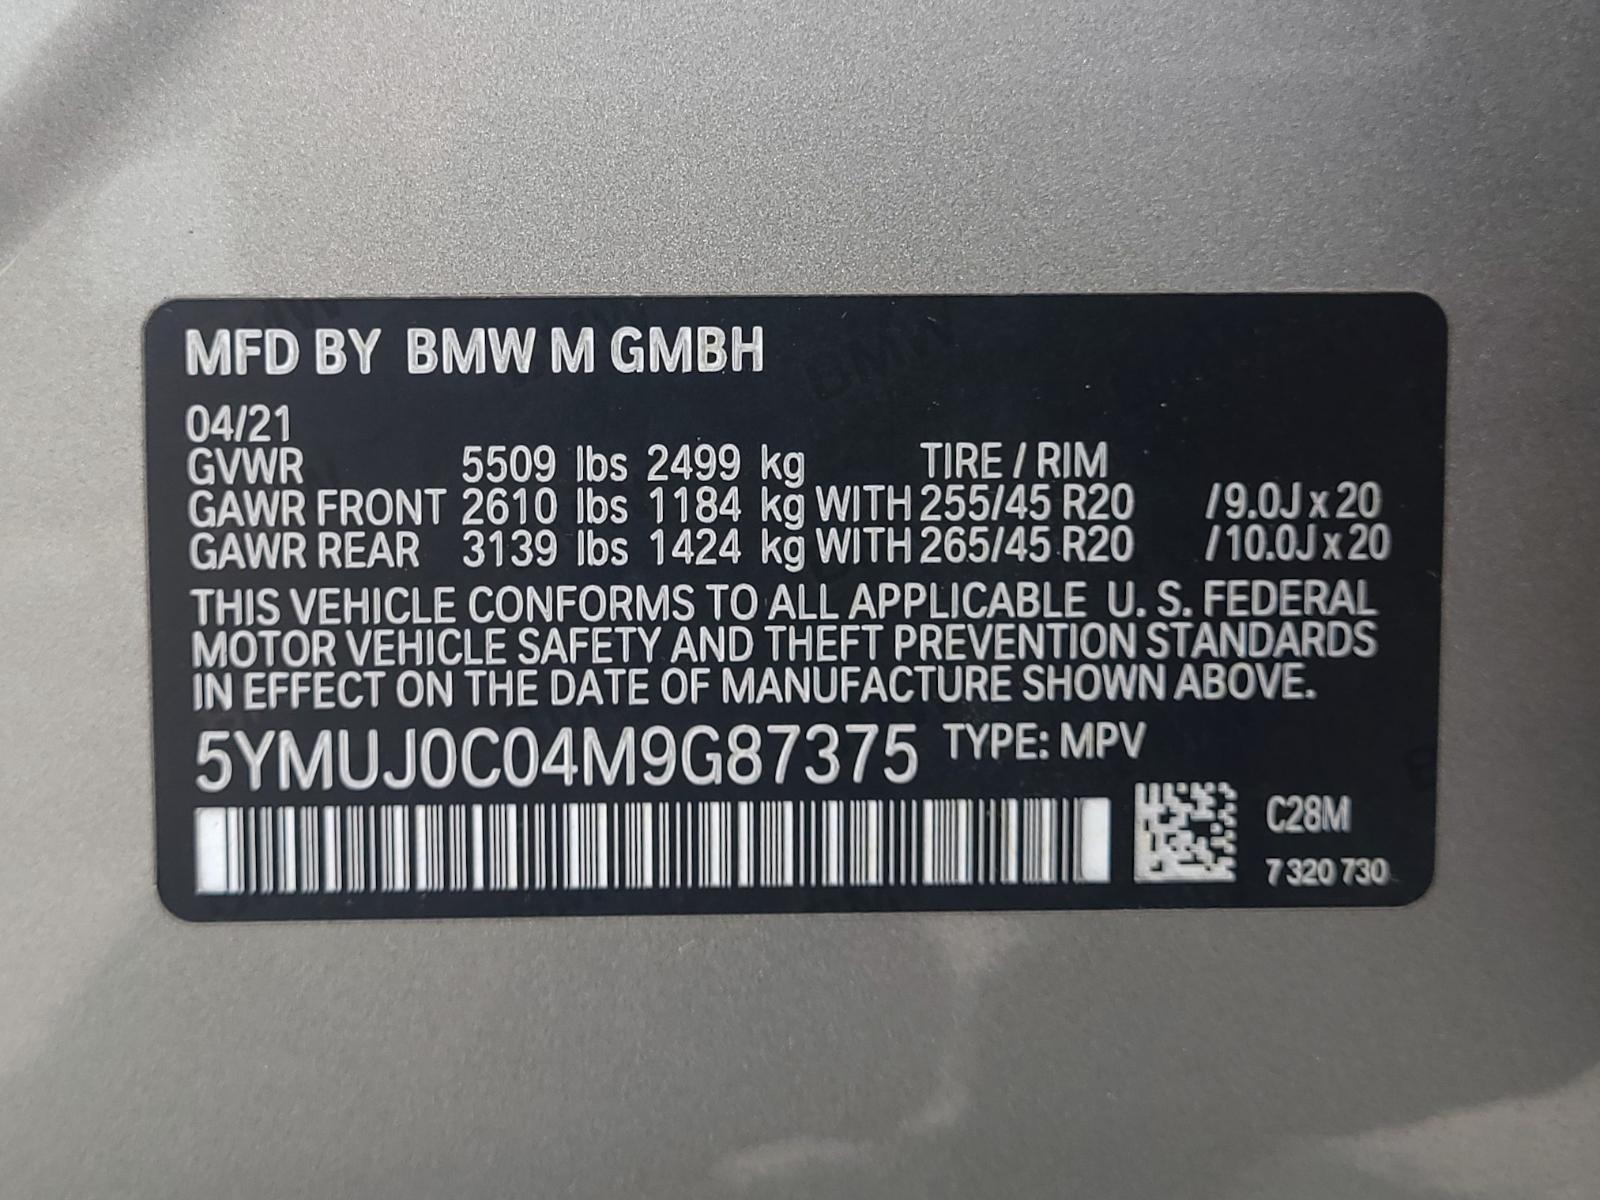 MFD BY BMW M GMBH
04/21
GVWR 5509 lbs 2499 kg TIRE / RIM
GAWR FRONT 2610 lbs 1184 kg WITH 255/45 R20 /9.0J x 20
GAWR REAR 3139 lbs 1424 kg WITH 265/45 R20 /10.0J x 20
THIS VEHICLE CONFORMS TO ALL APPLICABLE U. S. FEDERAL
MOTOR VEHICLE SAFETY AND THEFT PREVENTION STANDARDS
IN EFFECT ON THE DATE OF MANUFACTURE SHOWN ABOVE.
5YMUJ0C04M9G87375 TYPE: MPV
C28M
7 320 730